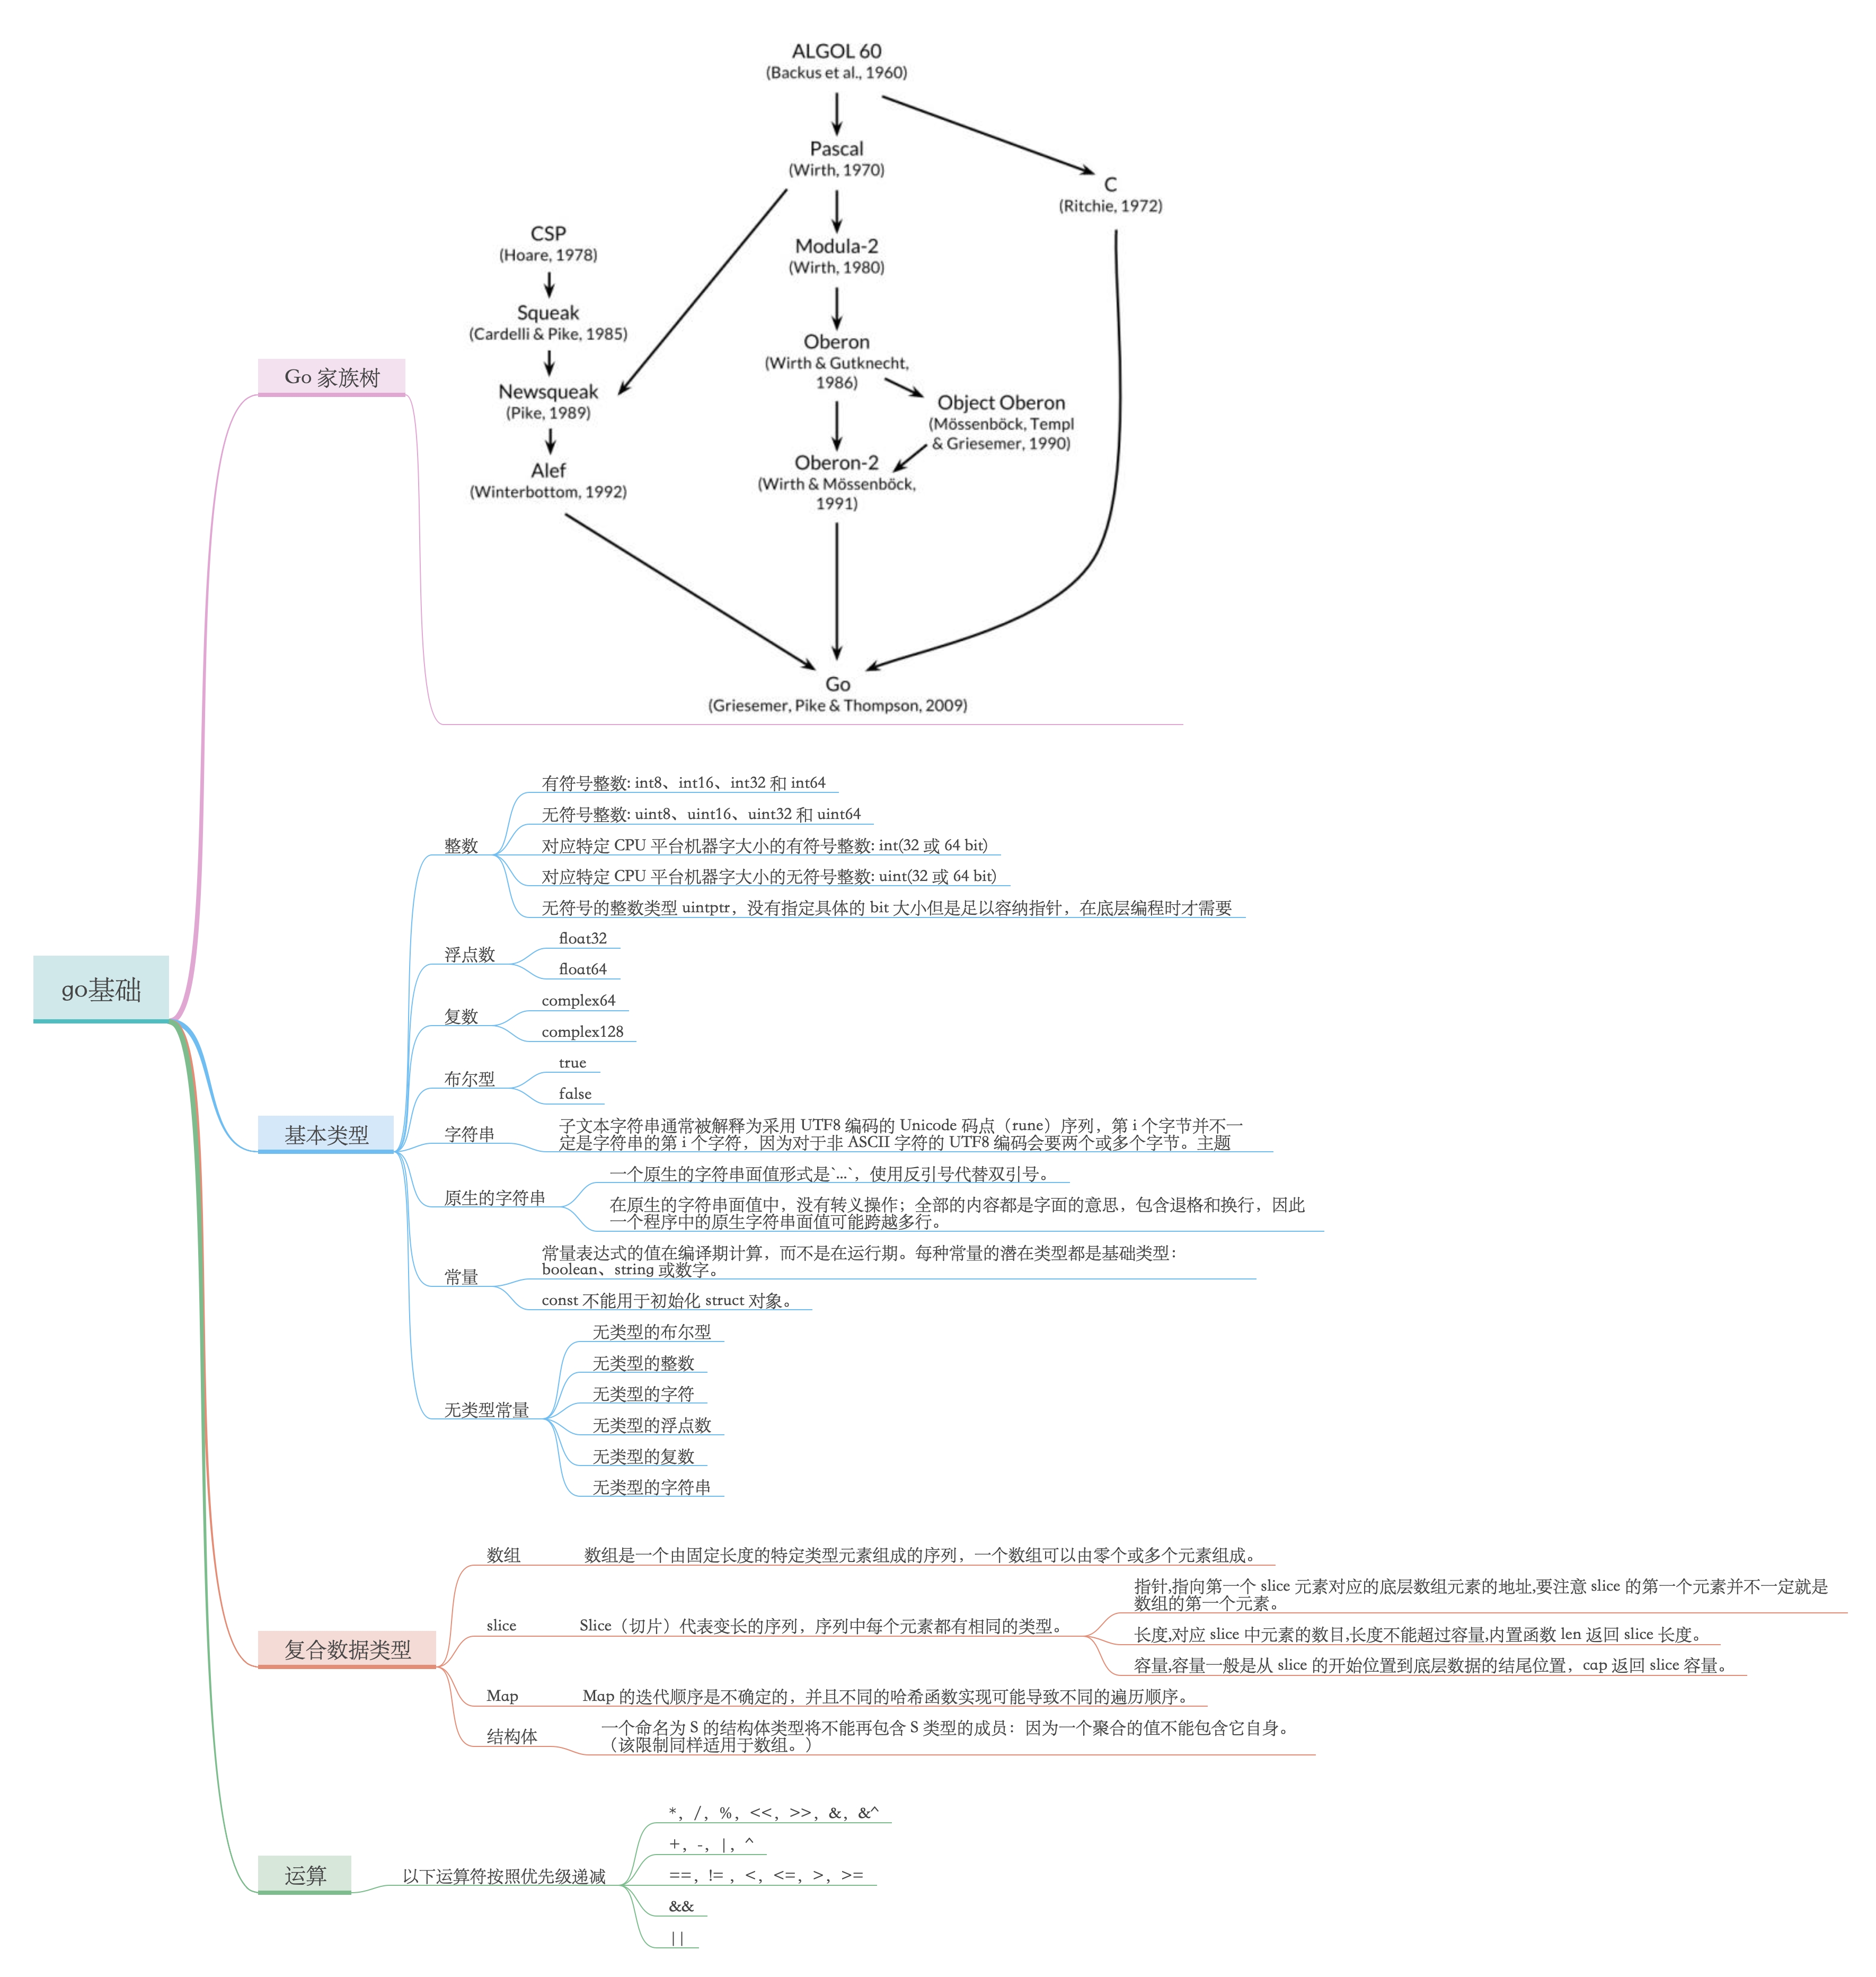 ALGOL 60
(Backus et al., 1960)
Pascal
(Wirth, 1970)
C
(Ritchie, 1972)
CSP
(Hoare, 1978)
Modula-2
(Wirth, 1980)
Squeak
(Cardelli & Pike, 1985)
Oberon
(Wirth & Gutknecht,
1986)
Newsqueak
(Pike, 1989)
Object Oberon
(Mössenböck, Templ
& Griesemer, 1990)
Alef
(Winterbottom, 1992)
Oberon-2
(Wirth & Mössenböck,
1991)
Go
(Griesemer, Pike & Thompson, 2009)
Go 家族树
go基础
基本类型
整数
有符号整数: int8、int16、int32 和 int64
无符号整数: uint8、uint16、uint32 和 uint64
对应特定 CPU 平台机器字大小的有符号整数: int(32 或 64 bit)
对应特定 CPU 平台机器字大小的无符号整数: uint(32 或 64 bit)
无符号的整数类型 uintptr，没有指定具体的 bit 大小但是足以容纳指针，在底层编程时才需要
浮点数
float32
float64
复数
complex64
complex128
布尔型
true
false
字符串
子文本字符串通常被解释为采用 UTF8 编码的 Unicode 码点（rune）序列，第 i 个字节并不一
定是字符串的第 i 个字符，因为对于非 ASCII 字符的 UTF8 编码会要两个或多个字节。主题
原生的字符串
一个原生的字符串面值形式是`...`，使用反引号代替双引号。
在原生的字符串面值中，没有转义操作；全部的内容都是字面的意思，包含退格和换行，因此
一个程序中的原生字符串面值可能跨越多行。
常量
常量表达式的值在编译期计算，而不是在运行期。每种常量的潜在类型都是基础类型：
boolean、string 或数字。
const 不能用于初始化 struct 对象。
无类型常量
无类型的布尔型
无类型的整数
无类型的字符
无类型的浮点数
无类型的复数
无类型的字符串
复合数据类型
数组
数组是一个由固定长度的特定类型元素组成的序列，一个数组可以由零个或多个元素组成。
slice
Slice（切片）代表变长的序列，序列中每个元素都有相同的类型。
指针,指向第一个 slice 元素对应的底层数组元素的地址,要注意 slice 的第一个元素并不一定就是
数组的第一个元素。
长度,对应 slice 中元素的数目,长度不能超过容量,内置函数 len 返回 slice 长度。
容量,容量一般是从 slice 的开始位置到底层数据的结尾位置，cap 返回 slice 容量。
Map
Map 的迭代顺序是不确定的，并且不同的哈希函数实现可能导致不同的遍历顺序。
结构体
一个命名为 S 的结构体类型将不能再包含 S 类型的成员：因为一个聚合的值不能包含它自身。
（该限制同样适用于数组。）
运算
以下运算符按照优先级递减
*，/，%，<<，>>，&，&^
+，-，|，^
==，!=，<，<=，>，>=
&&
||